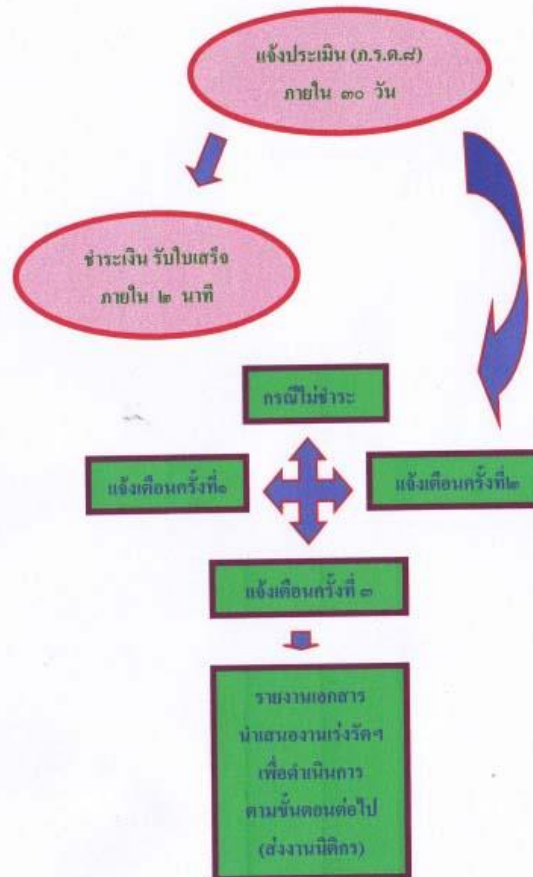 แจ้งประเมิน (ภ.ร.ด.๘)
ภายใน ๓๐ วัน
ชำระเงิน รับใบเสร็จ
ภายใน ๒ นาที
กรณีไม่ชำระ
แจ้งเตือนครั้งที่๑
แจ้งเตือนครั้งที่๒
แจ้งเตือนครั้งที่ ๓
รายงานเอกสาร
นำเสนองานเร่งรัดฯ
เพื่อดำเนินการ
ตามขั้นตอนต่อไป
(ส่งงานนิติกร)